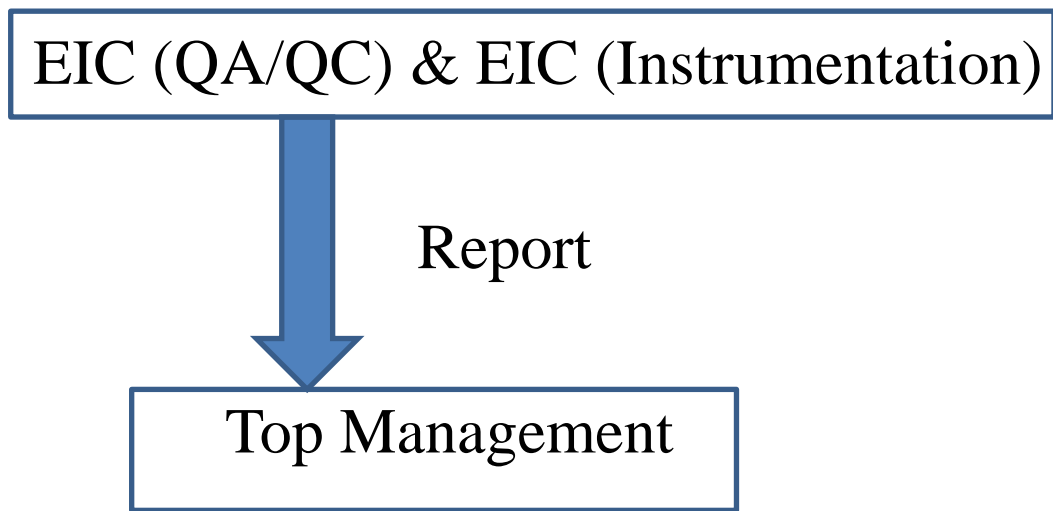 EIC (QA/QC) & EIC (Instrumentation)
Report
Top Management